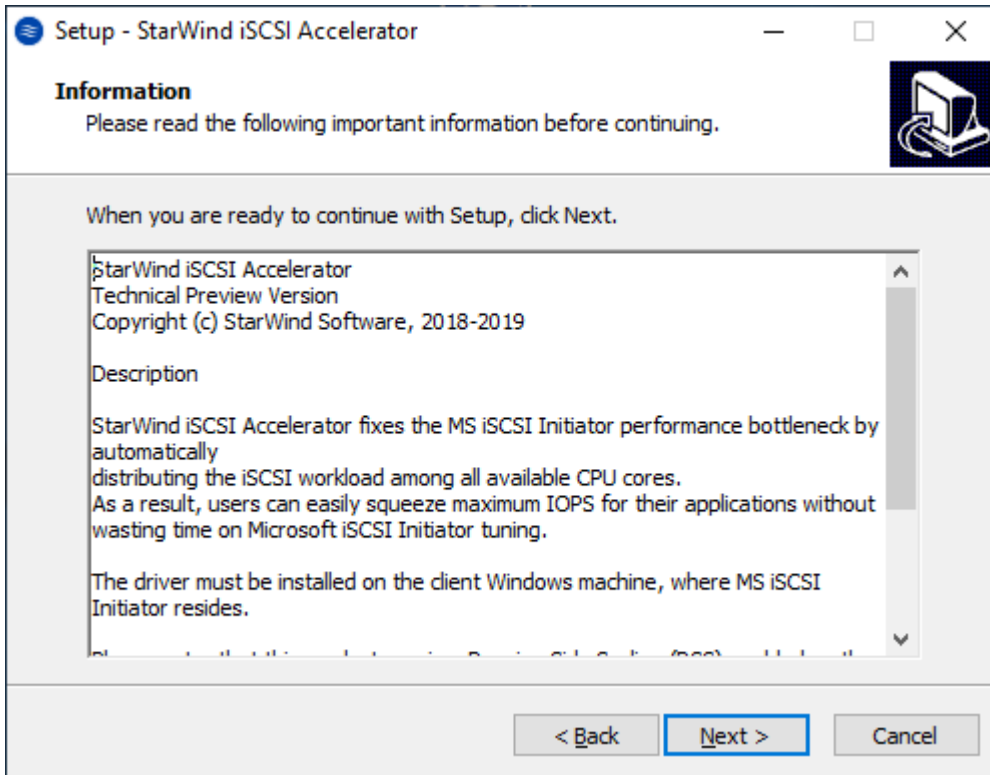 Setup - StarWind iSCSI Accelerator
Information
Please read the following important information before continuing.
When you are ready to continue with Setup, click Next.
StarWind iSCSI Accelerator
Technical Preview Version
Copyright (c) StarWind Software, 2018-2019
Description
StarWind iSCSI Accelerator fixes the MS iSCSI Initiator performance bottleneck by
automatically
distributing the iSCSI workload among all available CPU cores.
As a result, users can easily squeeze maximum IOPS for their applications without
wasting time on Microsoft iSCSI Initiator tuning.
The driver must be installed on the client Windows machine, where MS iSCSI
Initiator resides.
< Back
Next >
Cancel